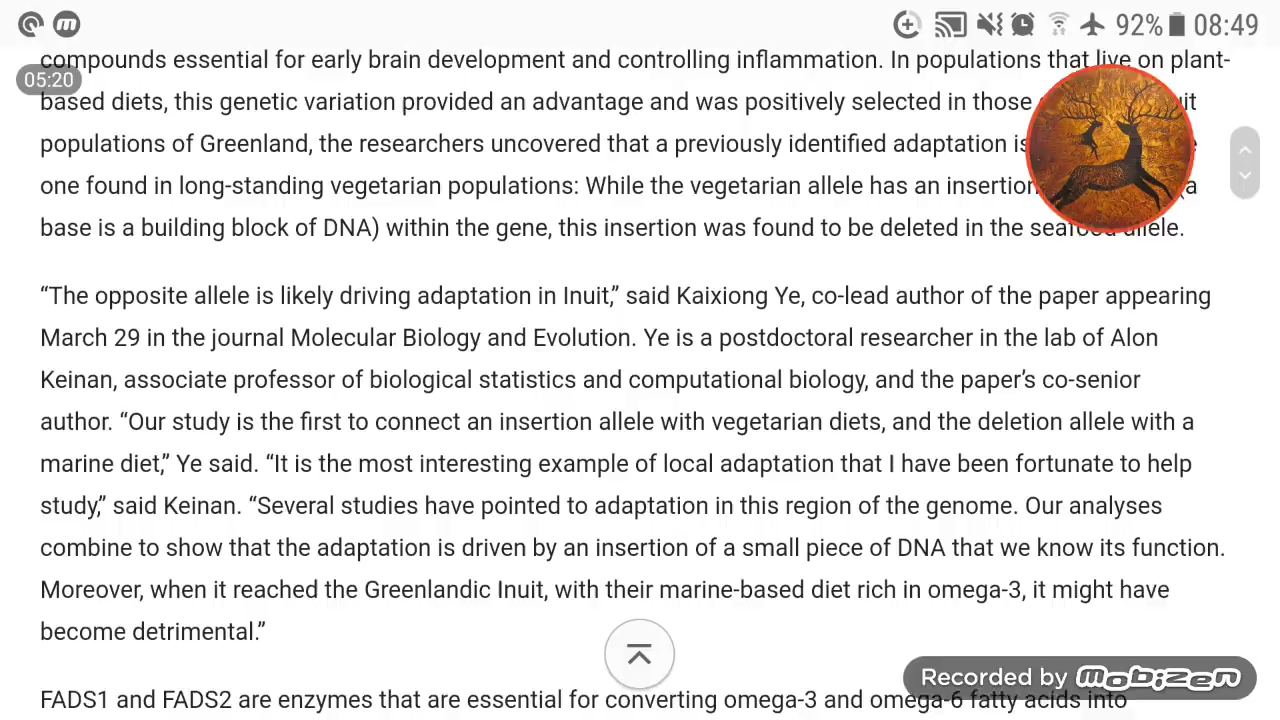 92% 08:49
05:20
compounds essential for early brain development and controlling inflammation. In populations that live on plant-
based diets, this genetic variation provided an advantage and was positively selected in those
populations of Greenland, the researchers uncovered that a previously identified adaptation is
one found in long-standing vegetarian populations: While the vegetarian allele has an insertion (a
base is a building block of DNA) within the gene, this insertion was found to be deleted in the seafood allele.
“The opposite allele is likely driving adaptation in Inuit,” said Kaixiong Ye, co-lead author of the paper appearing
March 29 in the journal Molecular Biology and Evolution. Ye is a postdoctoral researcher in the lab of Alon
Keinan, associate professor of biological statistics and computational biology, and the paper’s co-senior
author. “Our study is the first to connect an insertion allele with vegetarian diets, and the deletion allele with a
marine diet,” Ye said. “It is the most interesting example of local adaptation that I have been fortunate to help
study,” said Keinan. “Several studies have pointed to adaptation in this region of the genome. Our analyses
combine to show that the adaptation is driven by an insertion of a small piece of DNA that we know its function.
Moreover, when it reached the Greenlandic Inuit, with their marine-based diet rich in omega-3, it might have
become detrimental.”
Recorded by mobizen
FADS1 and FADS2 are enzymes that are essential for converting omega-3 and omega-6 fatty acids into